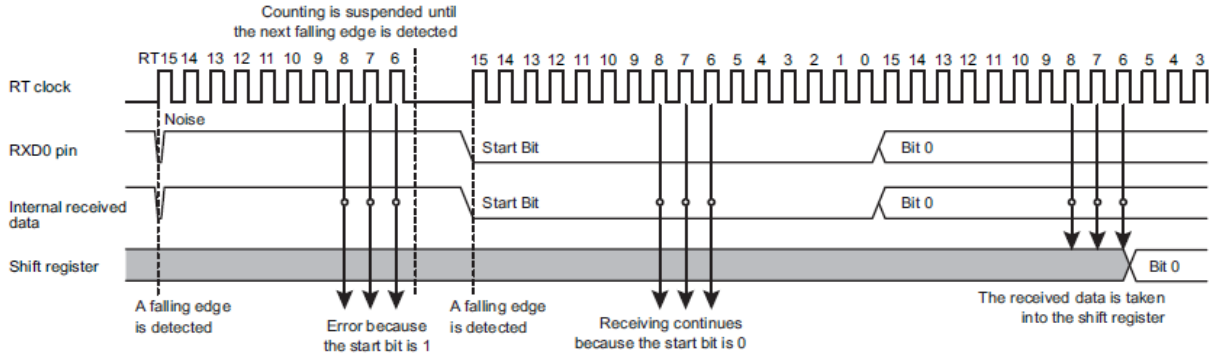 Counting is suspended until
the next falling edge is detected
RT15 14 13 12 11 10 9 8 7 6 15 14 13 12 11 10 9 8 7 6 5 4 3 2 1 0 15 14 13 12 11 10 9 8 7 6 5 4 3
RT clock
Noise
RXD0 pin Start Bit Bit 0
Internal received
data
Start Bit Bit 0
Shift register Bit 0
A falling edge
is detected
Error because
the start bit is 1
A falling edge
is detected
Receiving continues
because the start bit is 0
The received data is taken
into the shift register